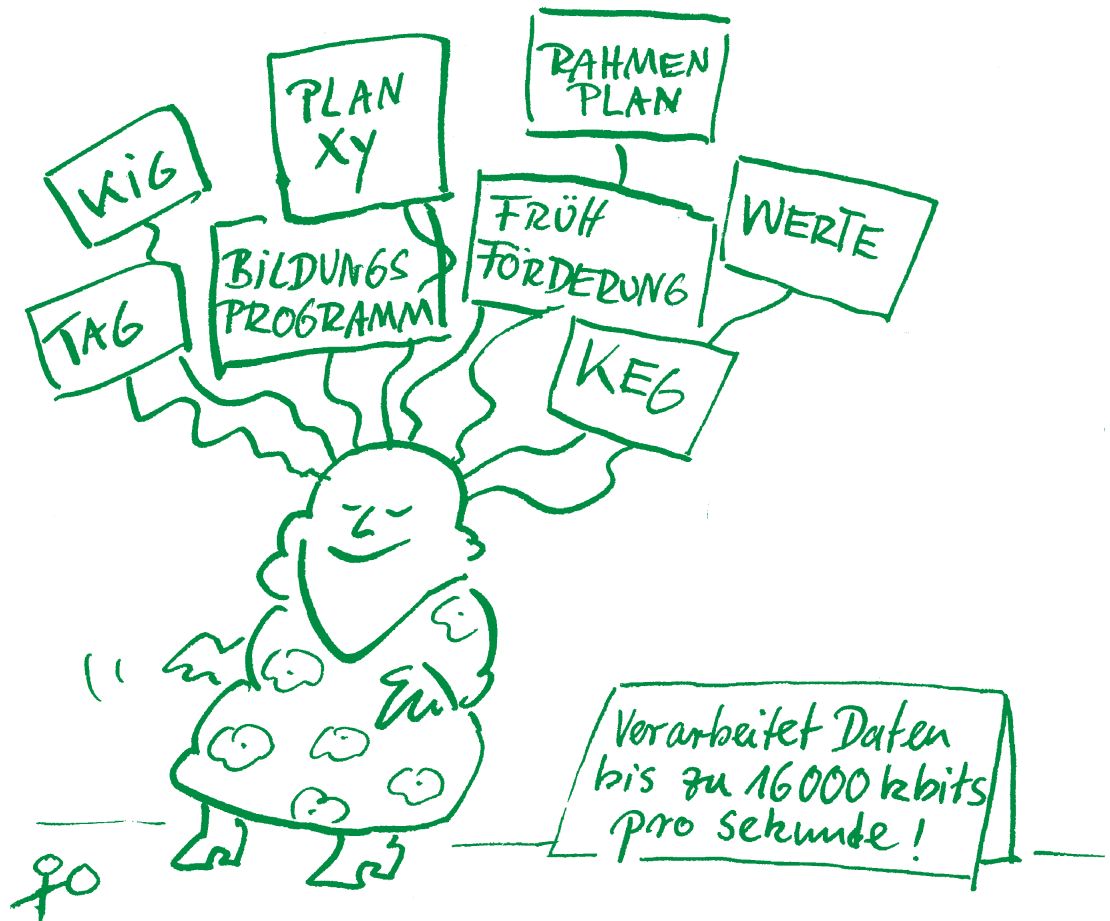 RAHMEN
PLAN
PLAN
XY
KiG
FRÜH
FÖRDERUNG
WERTE
BiLDUNGS
PROGRAMM
TAG
KEG
Verarbeitet Daten
bis zu 16000 kbits
pro sekunde!